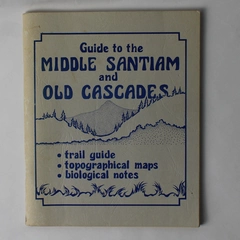 Guide to the
MIDDLE SANTIAM
and
OLD CASCADES
• trail guide
• topographical maps
• biological notes